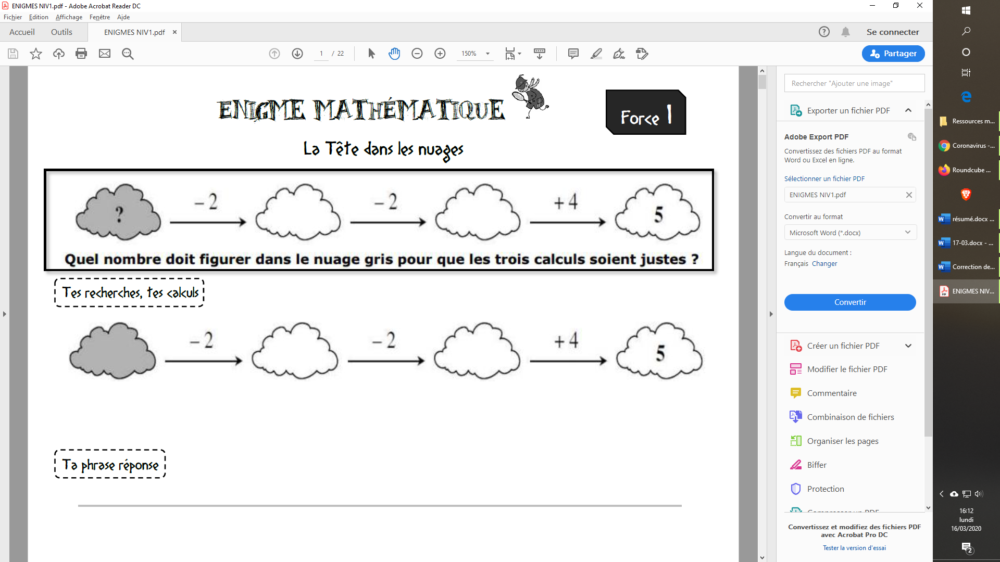 ENIGMES NIV1.pdf - Adobe Acrobat Reader DC
Fichier Edition Affichage Fenêtre Aide
Accueil Outils ENIGMES NIV1.pdf × Se connecter
1 / 22 150% Partager
ENIGME MATHÉMATIQUE
Force 1
La Tête dans les nuages
? – 2 – 2 + 4 5
Quel nombre doit figurer dans le nuage gris pour que les trois calculs soient justes ?
Tes recherches, tes calculs
– 2 – 2 + 4 5
Ta phrase réponse
Rechercher "Ajouter une image"
Exporter un fichier PDF
Adobe Export PDF
Convertissez des fichiers PDF au format
Word ou Excel en ligne.
Sélectionner un fichier PDF
ENIGMES NIV1.pdf
Convertir au format
Microsoft Word (*.docx)
Langue du document :
Français Changer
Convertir
Créer un fichier PDF
Modifier le fichier PDF
Commentaire
Combinaison de fichiers
Organiser les pages
Biffer
Protection
Compresser un PDF
Convertissez et modifiez des fichiers PDF
avec Acrobat Pro DC
Tester la version d'essai
Ressources m...
Coronavirus -...
Roundcube ...
résumé.docx ...
17-03.docx - ...
Correction de...
ENIGMES NIV...
16:12
lundi
16/03/2020
2